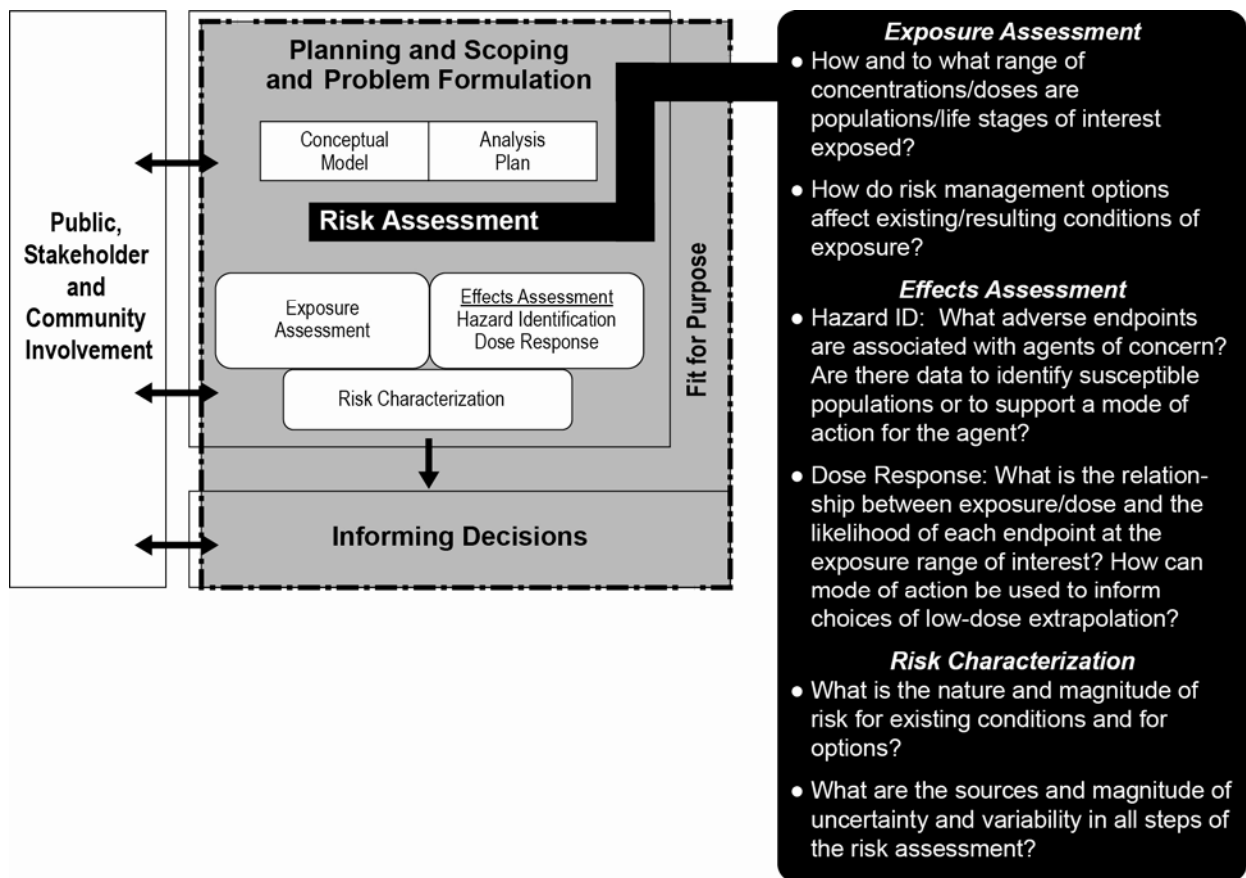 Planning and Scoping
and Problem Formulation
Conceptual
Model
Analysis
Plan
Risk Assessment
Public,
Stakeholder
and
Community
Involvement
Exposure
Assessment
Effects Assessment
Hazard Identification
Dose Response
Risk Characterization
Fit for Purpose
Informing Decisions
Exposure Assessment
● How and to what range of
concentrations/doses are
populations/life stages of interest
exposed?
● How do risk management options
affect existing/resulting conditions of
exposure?
Effects Assessment
● Hazard ID: What adverse endpoints
are associated with agents of concern?
Are there data to identify susceptible
populations or to support a mode of
action for the agent?
● Dose Response: What is the relation-
ship between exposure/dose and the
likelihood of each endpoint at the
exposure range of interest? How can
mode of action be used to inform
choices of low-dose extrapolation?
Risk Characterization
● What is the nature and magnitude of
risk for existing conditions and for
options?
● What are the sources and magnitude of
uncertainty and variability in all steps of
the risk assessment?